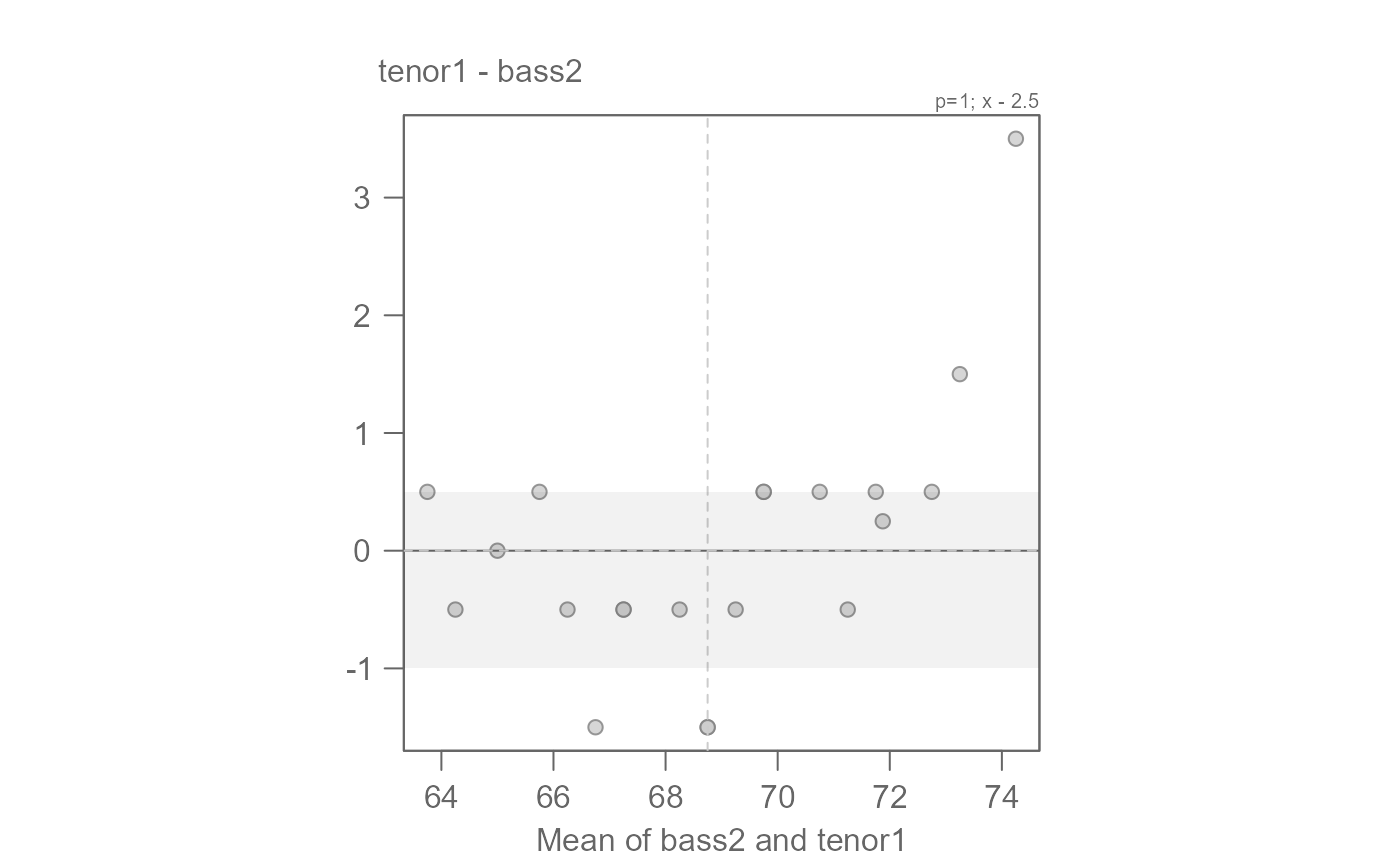 tenor1 - bass2
p=1; x - 2.5
3
2
1
0
-1
64 66 68 70 72 74
Mean of bass2 and tenor1